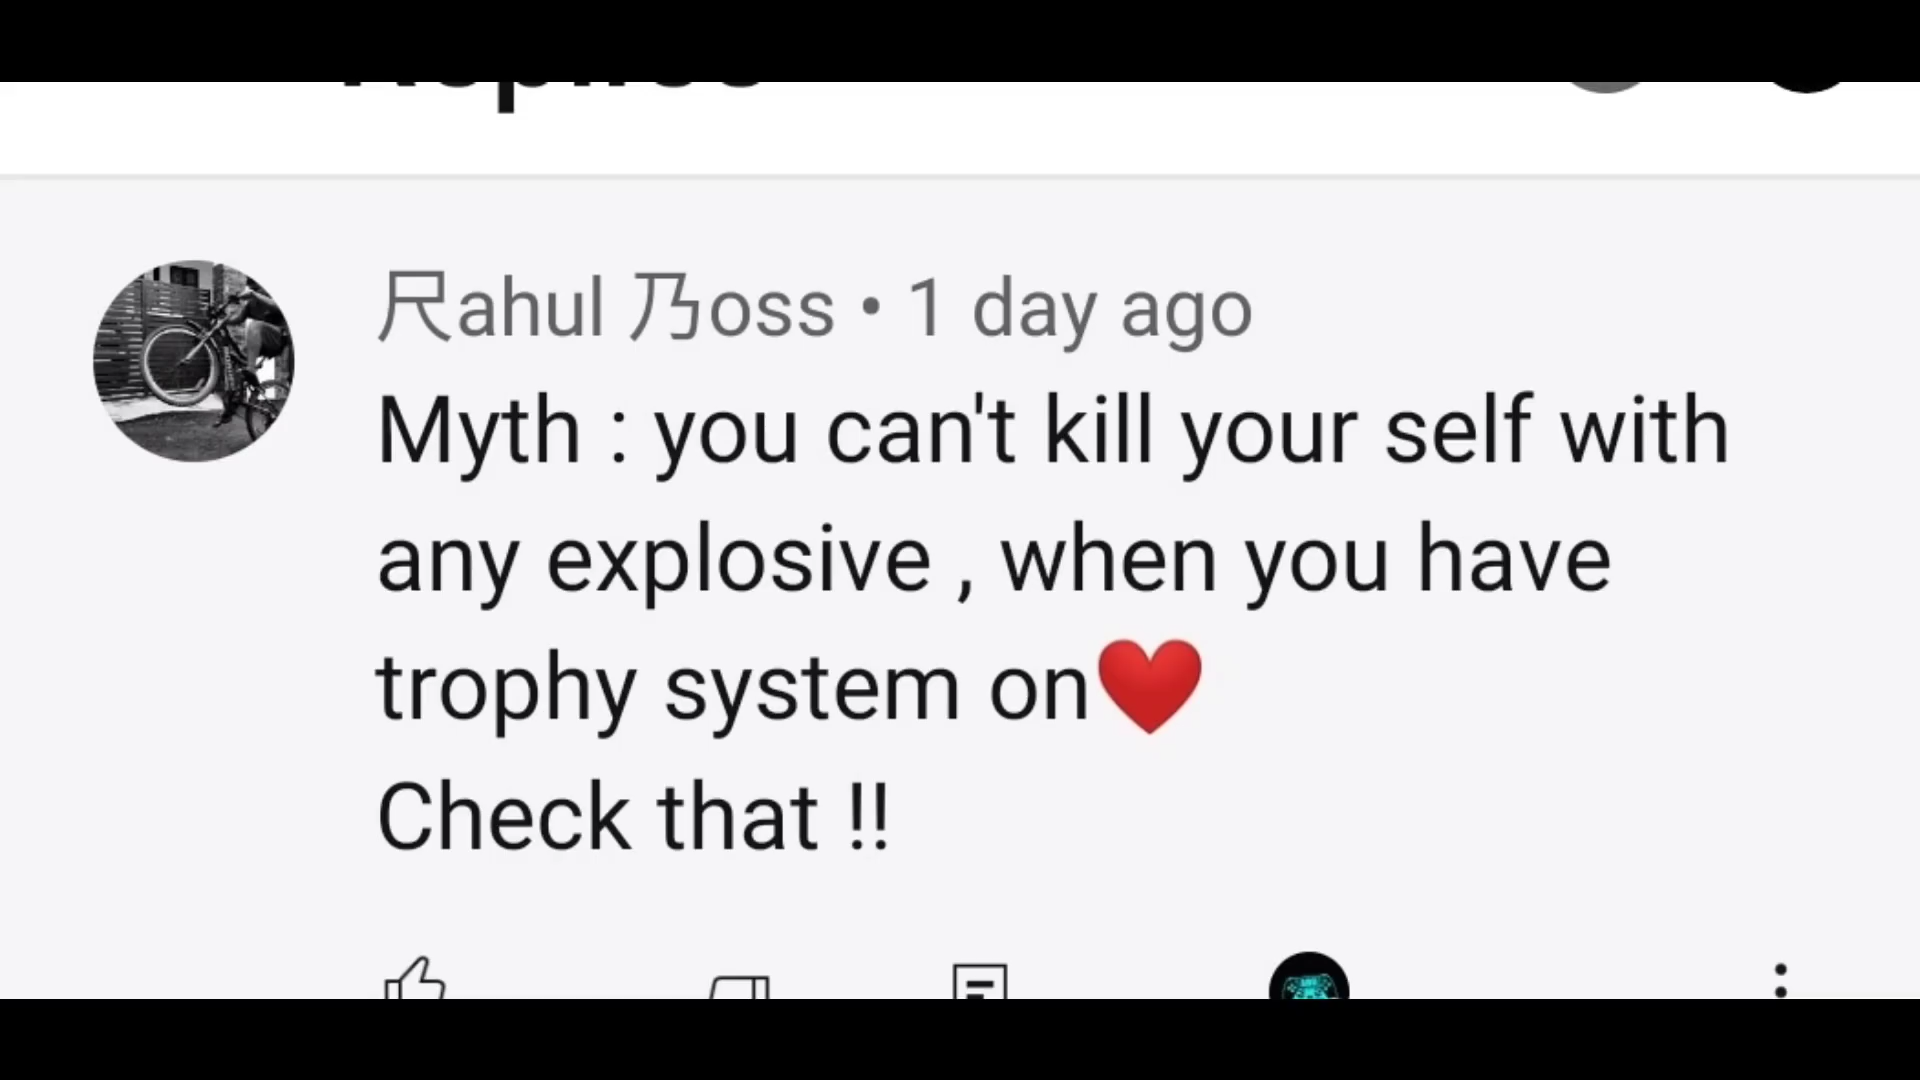 尺ahul 乃oss • 1 day ago
Myth : you can't kill your self with
any explosive , when you have
trophy system on❤️
Check that !!